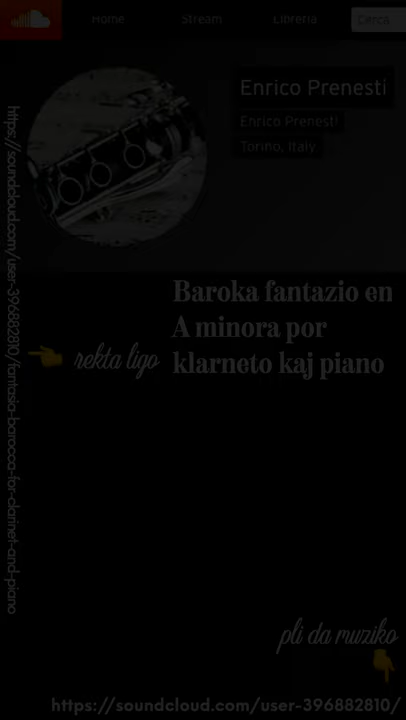 Home Stream Libreria Cerca
Enrico Prenesti
Enrico Prenesti
Torino, Italy
https://soundcloud.com/user-396882810/fantasia-barocca-for-clarinet-and-piano
Baroka fantazio en
A minora por
klarneto kaj piano
rekta ligo
pli da muziko
https://soundcloud.com/user-396882810/